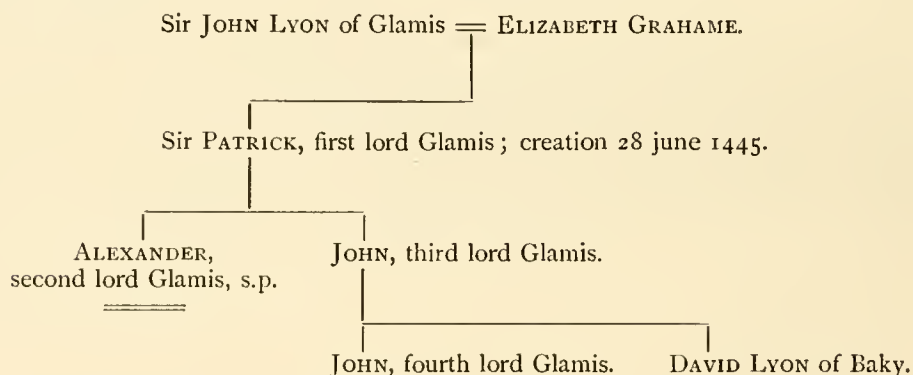 Sir JOHN LYON of Glamis = ELIZABETH GRAHAME.
Sir PATRICK, first lord Glamis; creation 28 june 1445.
ALEXANDER,
second lord Glamis, s.p.
JOHN, third lord Glamis.
JOHN, fourth lord Glamis. DAVID LYON of Baky.